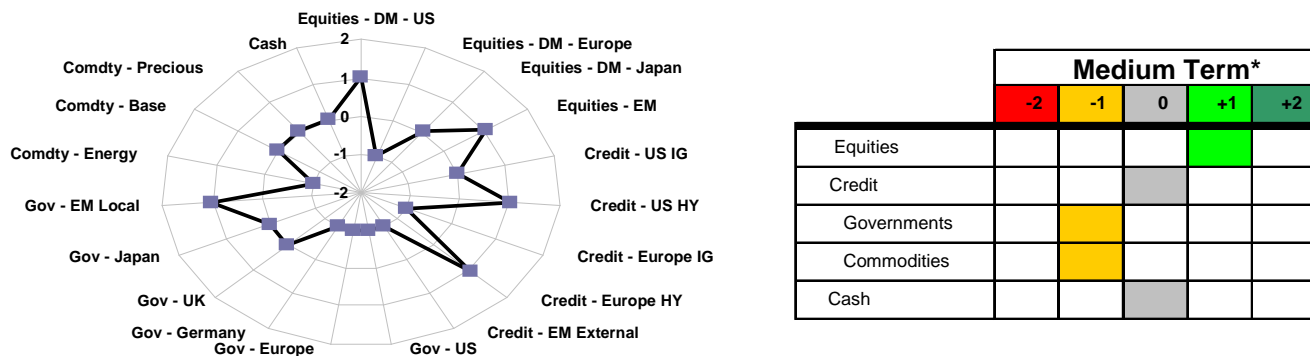 Equities - DM - US
Cash
Equities - DM - Europe
Comdty - Precious
Equities - DM - Japan
Comdty - Base
Equities - EM
Comdty - Energy
Credit - US IG
Gov - EM Local
Credit - US HY
Gov - Japan
Credit - Europe IG
Gov - UK
Credit - Europe HY
Gov - Germany
Credit - EM External
Gov - Europe
Gov - US
2
1
0
-1
-2
Medium Term*
-2 -1 0 +1 +2
Equities
Credit
Governments
Commodities
Cash